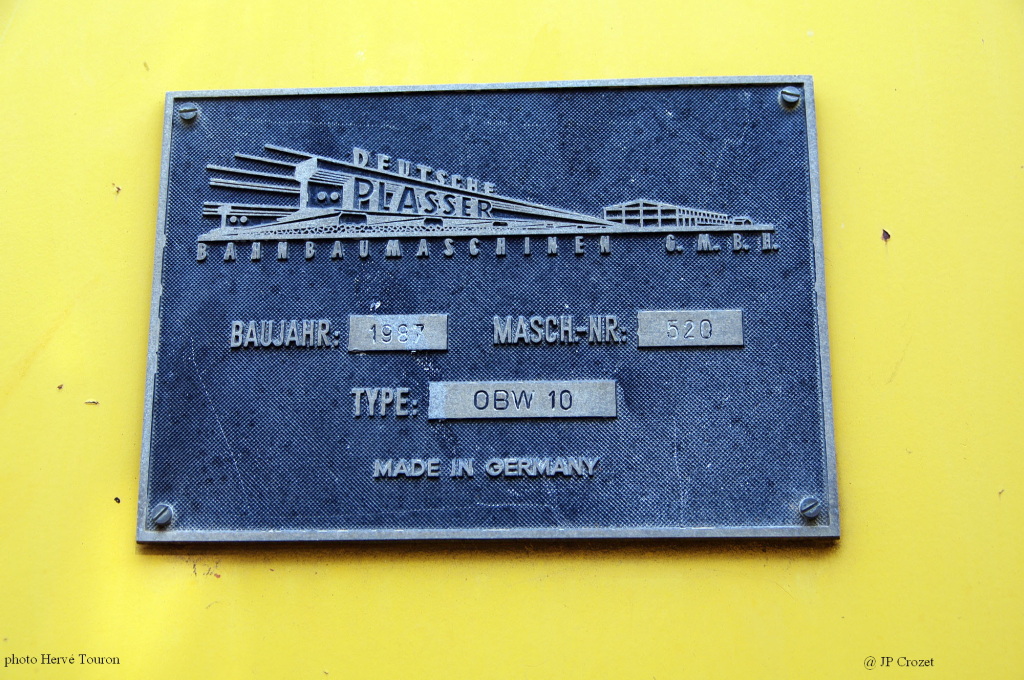 DEUTSCHE
PLASSER
BAHNBAUMASCHINEN G.M.B.H.
BAUJAHR: 1987 MASCH.-NR: 520
TYPE: OBW 10
MADE IN GERMANY
photo Hervé Touron @ JP Crozet